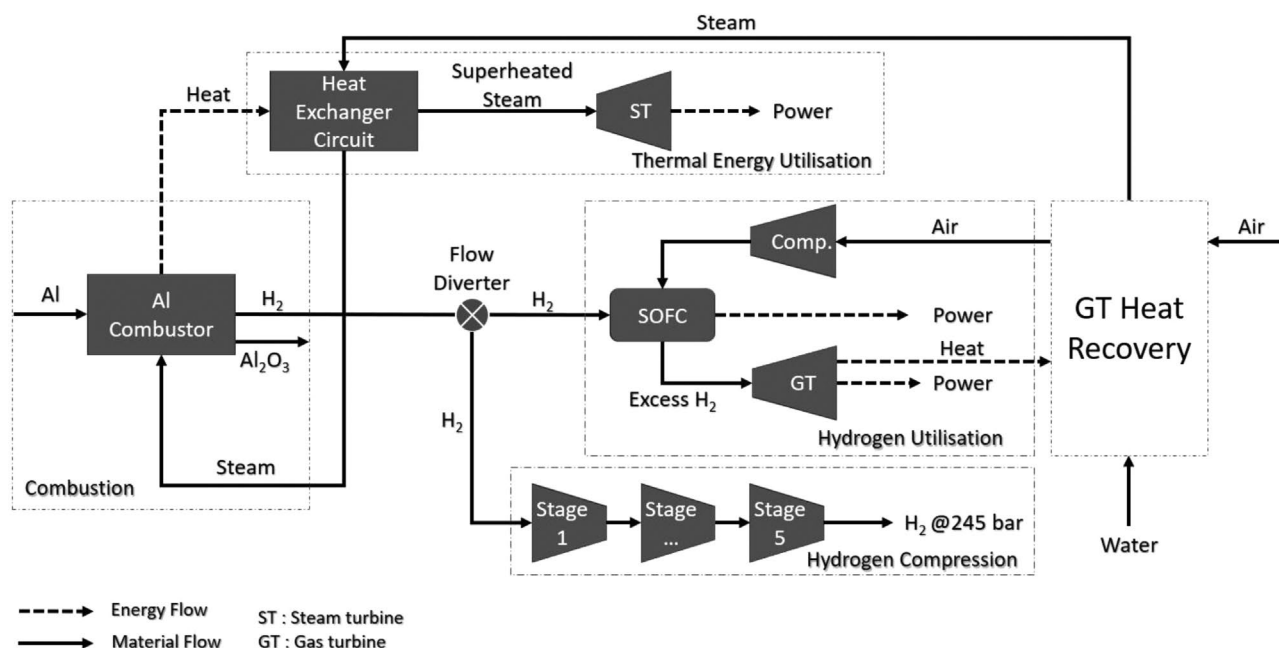 Steam
Heat
Heat
Exchanger
Circuit
Superheated
Steam
ST
Power
Thermal Energy Utilisation
Al
Al
Combustor
H₂
Al₂O₃
Steam
Combustion
Flow
Diverter
H₂
H₂
Comp.
Air
SOFC
Power
Excess H₂
GT
Heat
Power
Hydrogen Utilisation
Air
GT Heat
Recovery
Water
Stage
1
Stage
...
Stage
5
H₂ @245 bar
Hydrogen Compression
Energy Flow
ST : Steam turbine
Material Flow
GT : Gas turbine